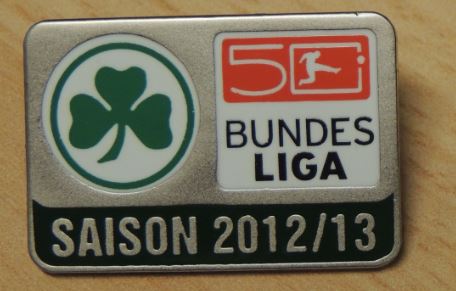 50
BUNDES
LIGA
SAISON 2012/13